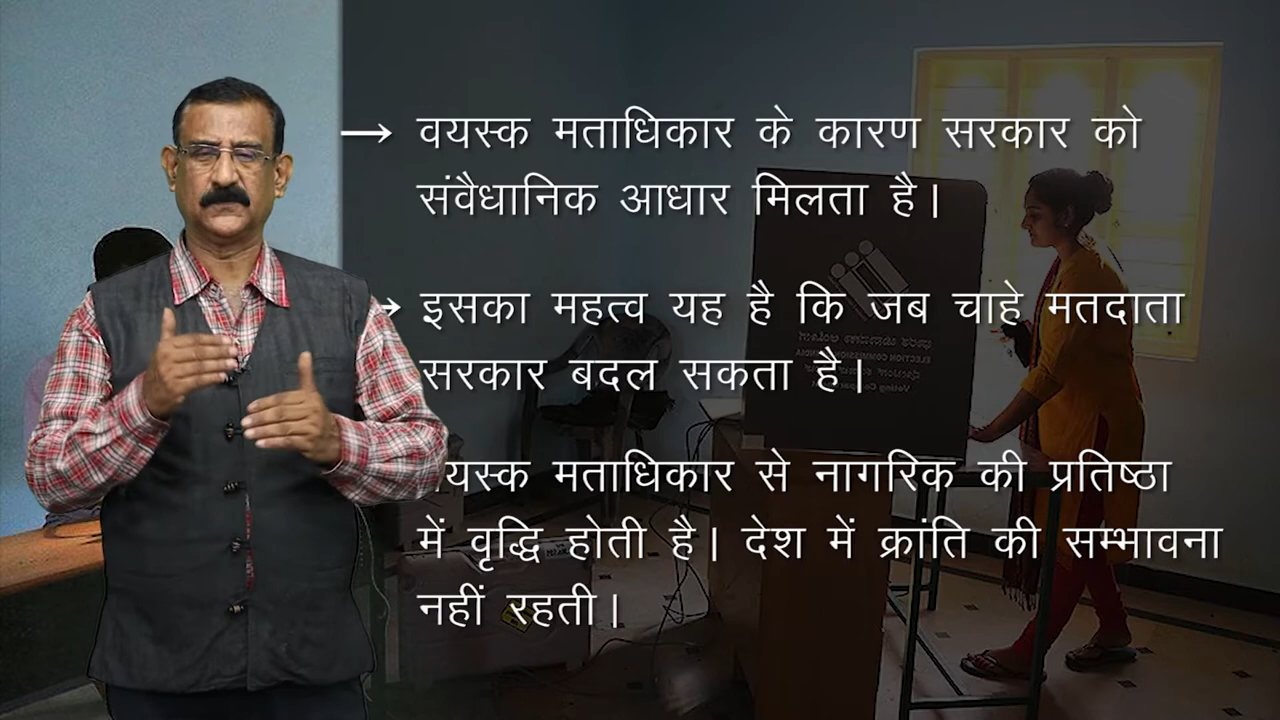 → वयस्क मताधिकार के कारण सरकार को
संवैधानिक आधार मिलता है।
→ इसका महत्व यह है कि जब चाहे मतदाता
सरकार बदल सकता है।
मताधिकार से नागरिक की प्रतिष्ठा
में वृद्धि होती है। देश में क्रांति की सम्भावना
नहीं रहती।